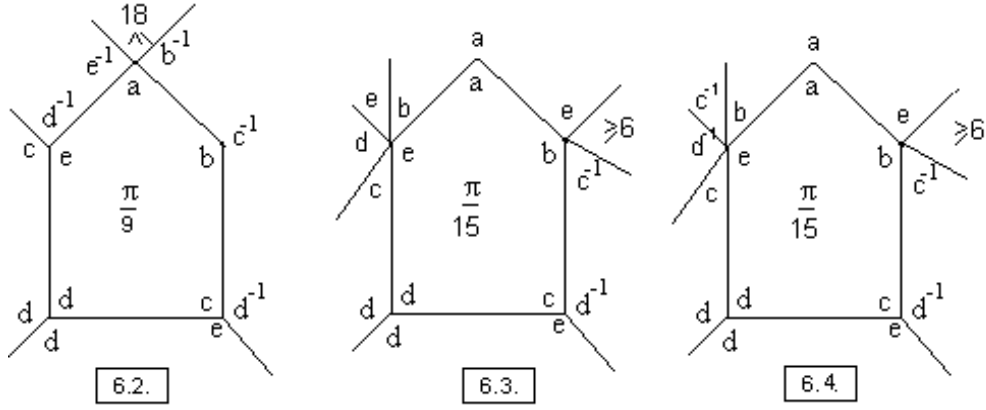 18
e⁻¹ b⁻¹
a
d⁻¹ c⁻¹
c e b
π/9
d d c d⁻¹
d e
6.2.
a
e b a e
≥6
d e b
c c⁻¹
π/15
d d c d⁻¹
d e
6.3.
a
c⁻¹ b a e
≥6
d⁻¹ e b
c c⁻¹
π/15
d d c d⁻¹
d e
6.4.